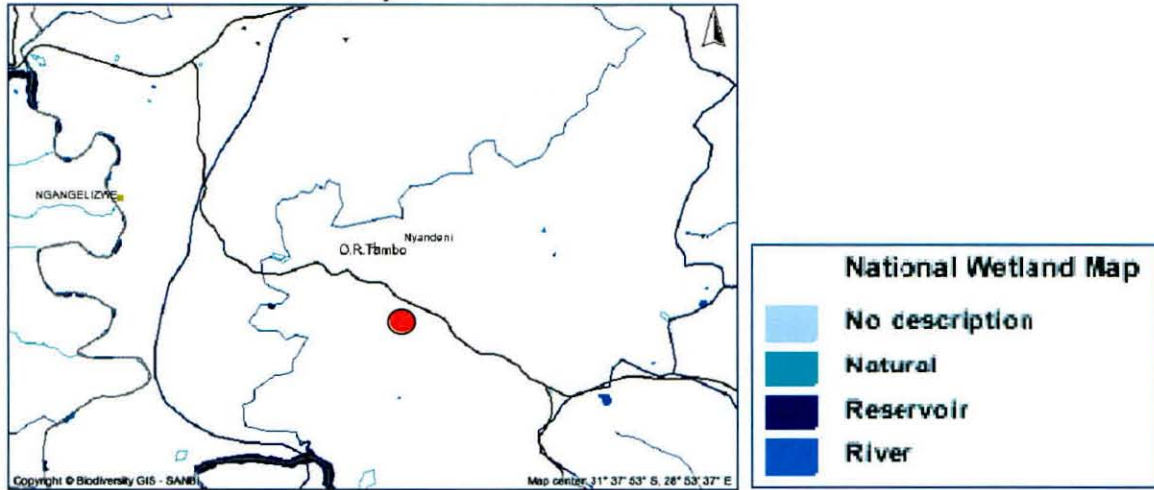 NGANGELIZWE
Nyandeni
O.R.Tambo
Copyright © Biodiversity GIS - SANBI
Map center: 31° 37' 53" S, 28° 53' 37" E
National Wetland Map
No description
Natural
Reservoir
River